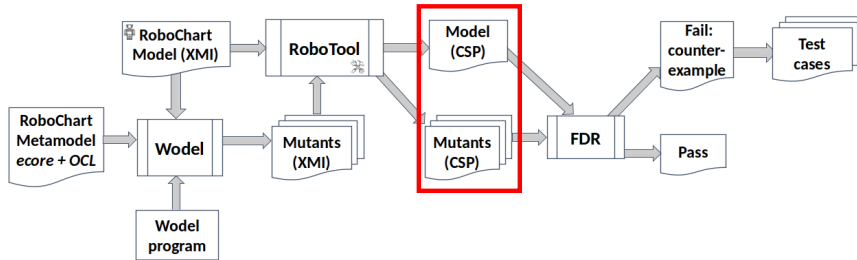 RoboChart
Model (XMI)
RoboTool
Model
(CSP)
Fail:
counter-
example
Test
cases
RoboChart
Metamodel
ecore + OCL
Wodel
Mutants
(XMI)
Mutants
(CSP)
FDR
Pass
Wodel
program